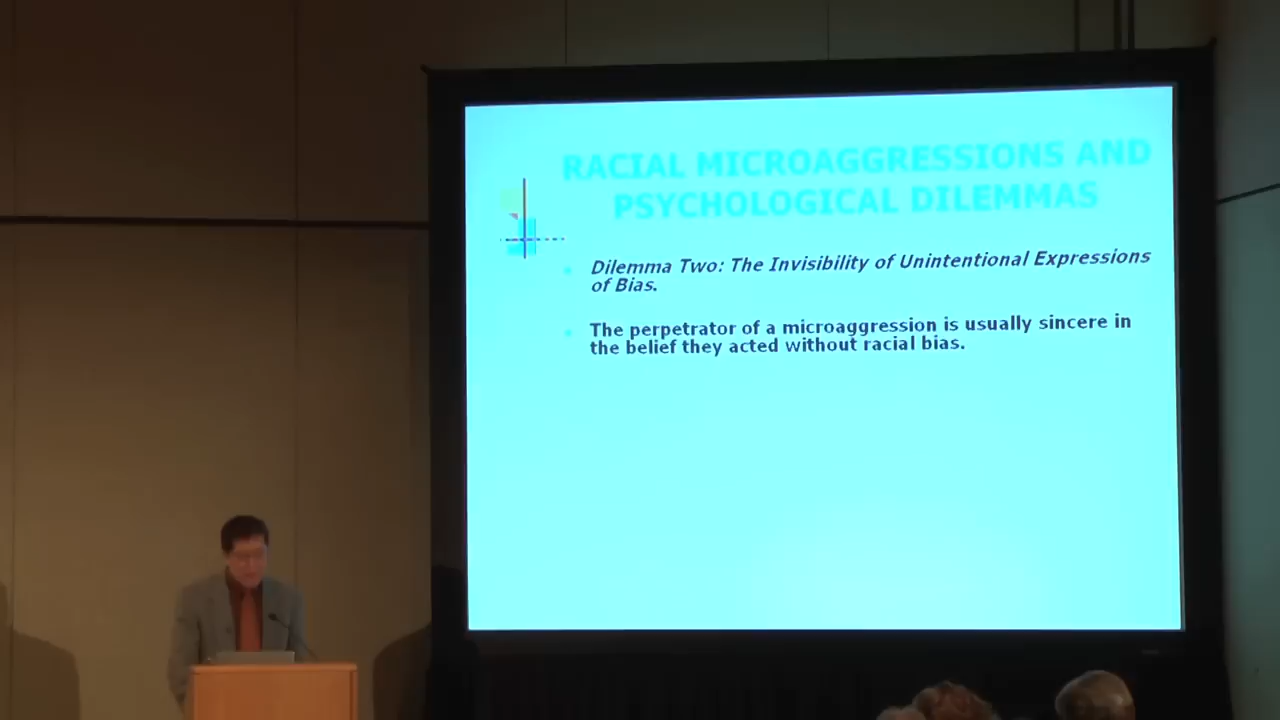 RACIAL MICROAGGRESSIONS AND
PSYCHOLOGICAL DILEMMAS
Dilemma Two: The Invisibility of Unintentional Expressions
of Bias.
The perpetrator of a microaggression is usually sincere in
the belief they acted without racial bias.